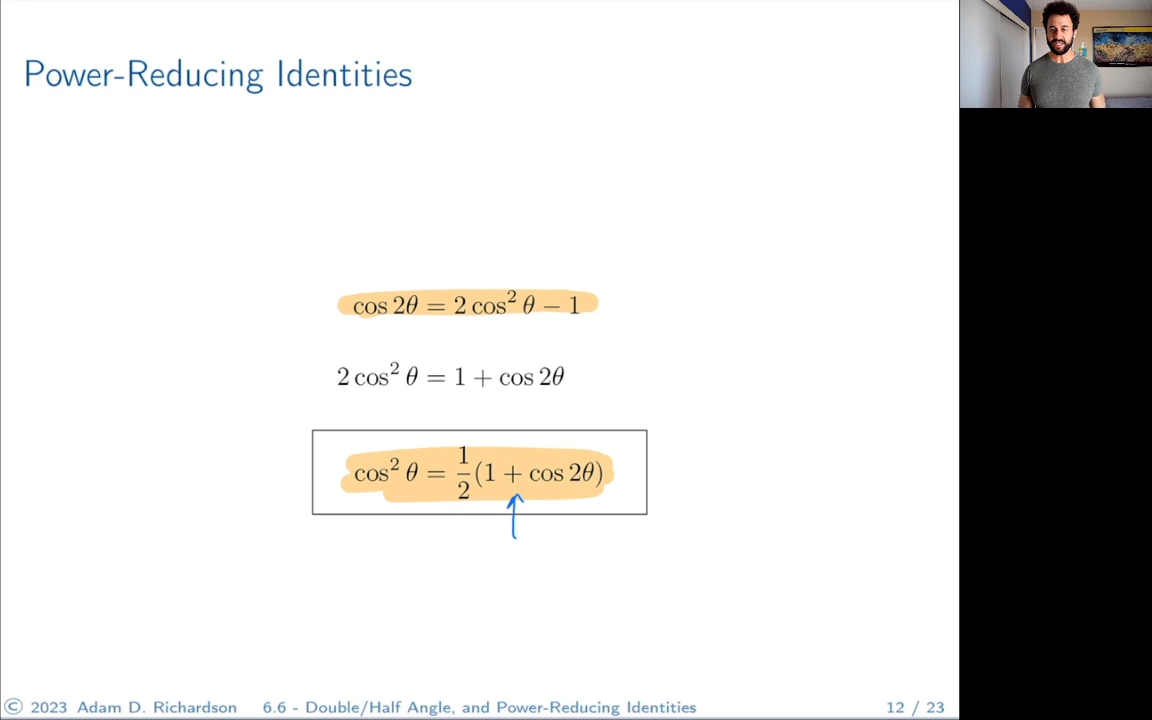 Power-Reducing Identities
cos 2θ = 2 cos² θ − 1
2 cos² θ = 1 + cos 2θ
cos² θ = 1/2 (1 + cos 2θ)
© 2023 Adam D. Richardson 6.6 - Double/Half Angle, and Power-Reducing Identities 12 / 23